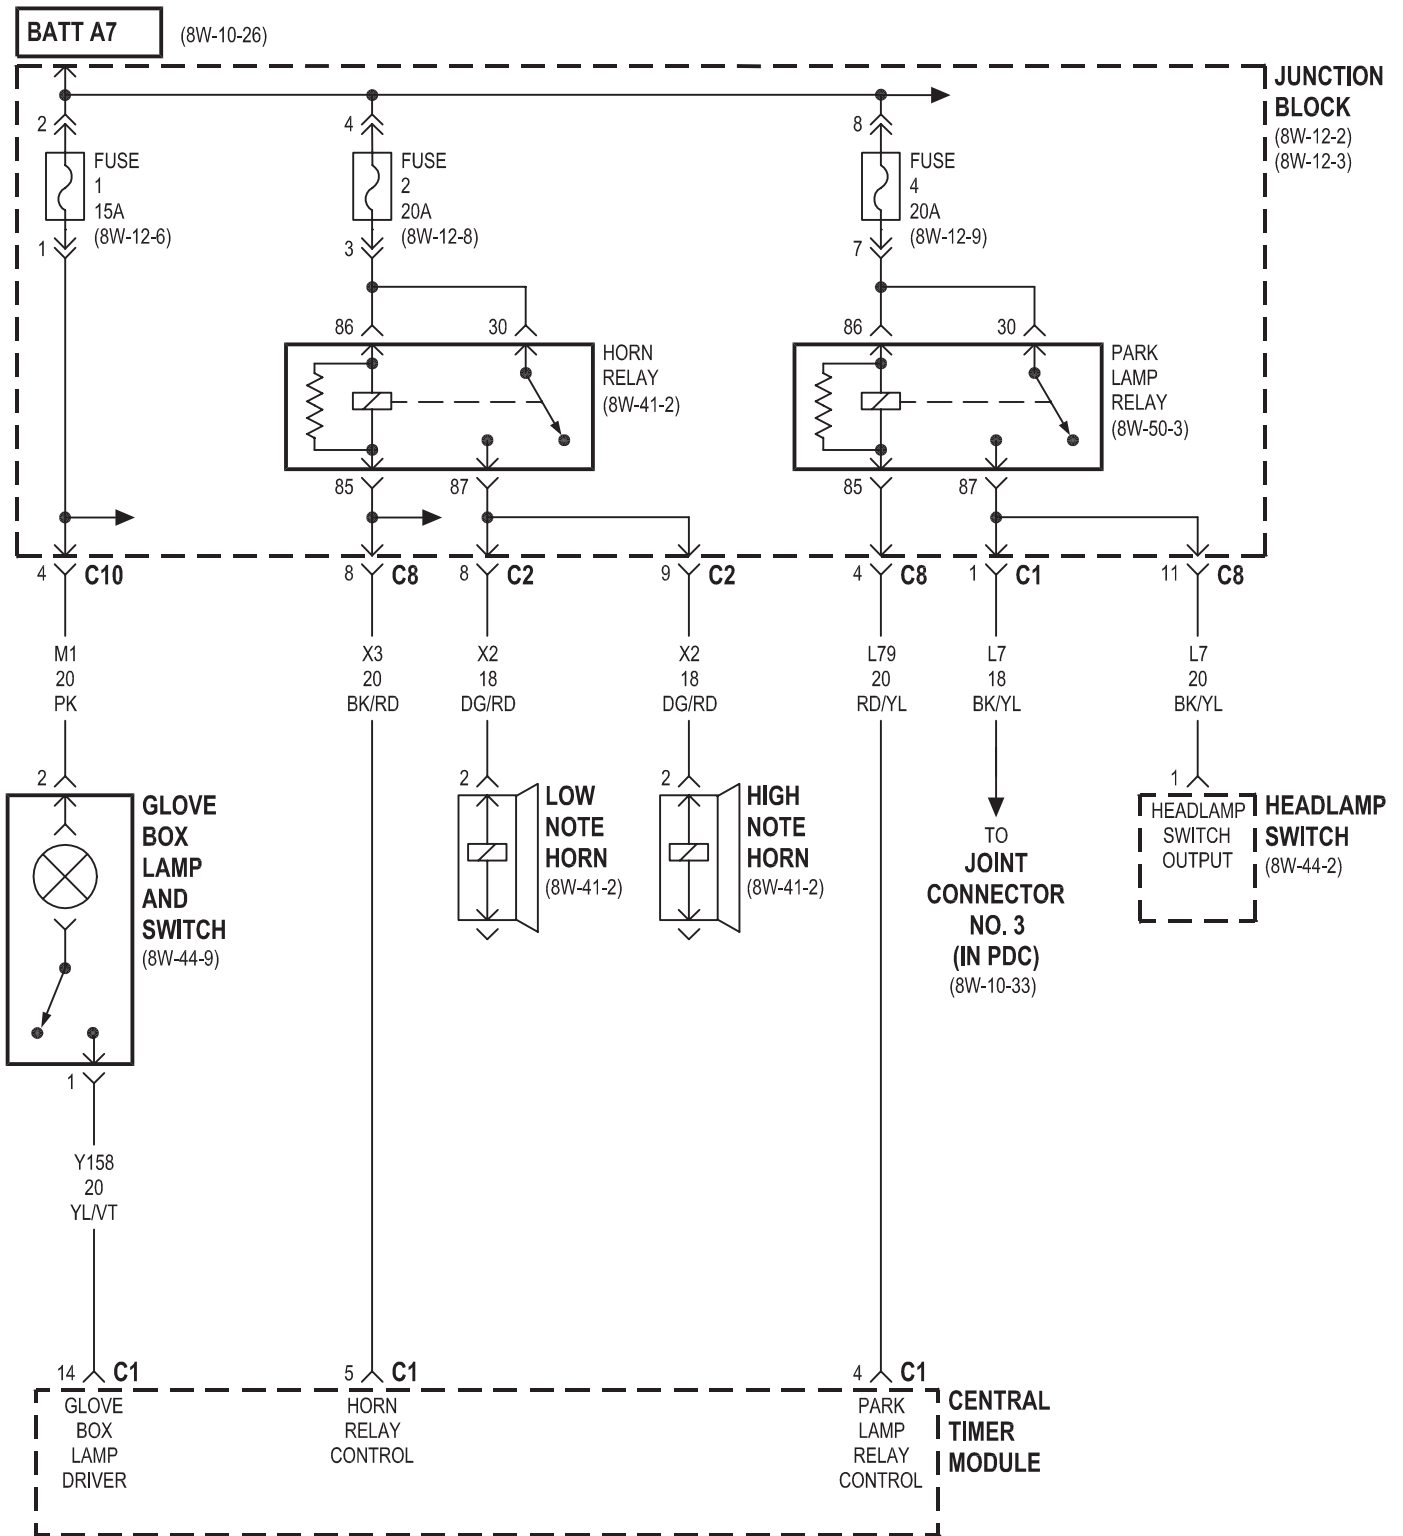 BATT A7
(8W-10-26)
JUNCTION
BLOCK
(8W-12-2)
(8W-12-3)
2
4
8
FUSE
1
15A
(8W-12-6)
FUSE
2
20A
(8W-12-8)
FUSE
4
20A
(8W-12-9)
1
3
7
86
30
86
30
HORN
RELAY
(8W-41-2)
PARK
LAMP
RELAY
(8W-50-3)
85
87
85
87
4 C10
8 C8
8 C2
9 C2
4 C8
1 C1
11 C8
M1
20
PK
X3
20
BK/RD
X2
18
DG/RD
X2
18
DG/RD
L79
20
RD/YL
L7
18
BK/YL
L7
20
BK/YL
2
GLOVE
BOX
LAMP
AND
SWITCH
(8W-44-9)
2
LOW
NOTE
HORN
(8W-41-2)
2
HIGH
NOTE
HORN
(8W-41-2)
TO
JOINT
CONNECTOR
NO. 3
(IN PDC)
(8W-10-33)
1
HEADLAMP
SWITCH
OUTPUT
HEADLAMP
SWITCH
(8W-44-2)
1
Y158
20
YL/VT
14 C1
5 C1
4 C1
GLOVE
BOX
LAMP
DRIVER
HORN
RELAY
CONTROL
PARK
LAMP
RELAY
CONTROL
CENTRAL
TIMER
MODULE